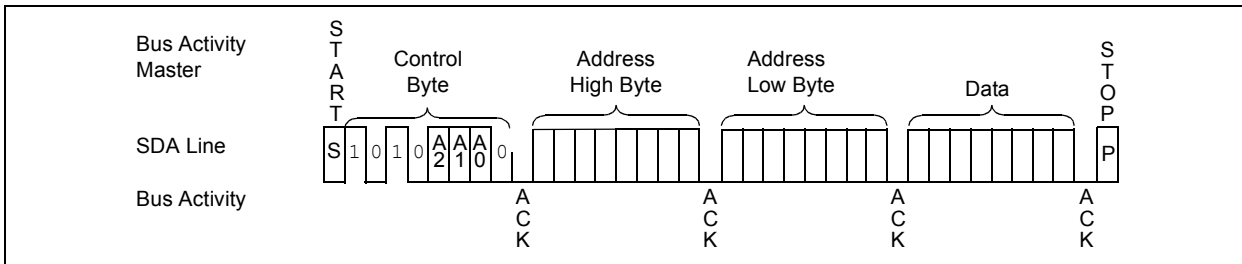 Bus Activity
Master
START
Control
Byte
Address
High Byte
Address
Low Byte
Data
STOP
SDA Line
S 1 0 1 0 A2 A1 A0 0
P
Bus Activity
ACK
ACK
ACK
ACK